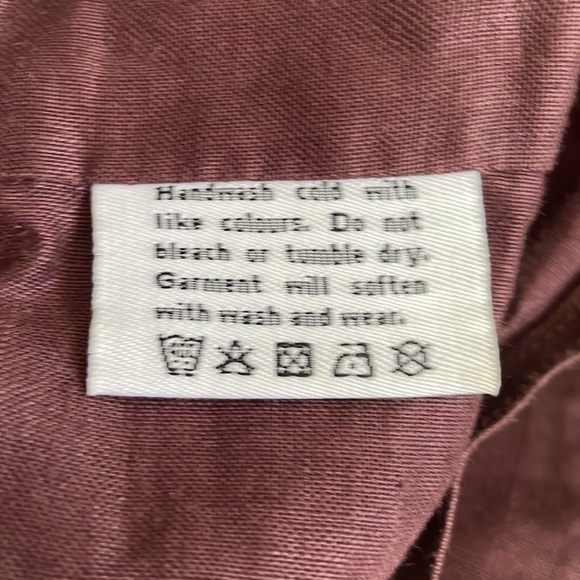 Handwash cold with
like colours. Do not
bleach or tumble dry.
Garment will soften
with wash and wear.